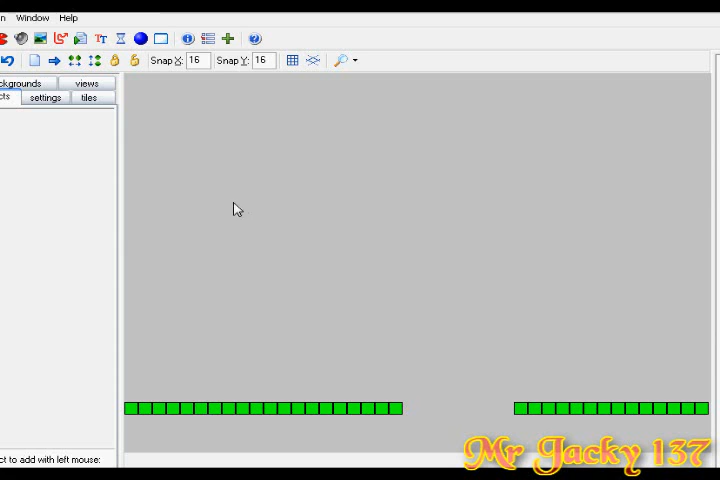 n Window Help
TT
Snap X: 16 Snap Y: 16
ckgrounds views
cts settings tiles
ct to add with left mouse:
Mr Jacky 137